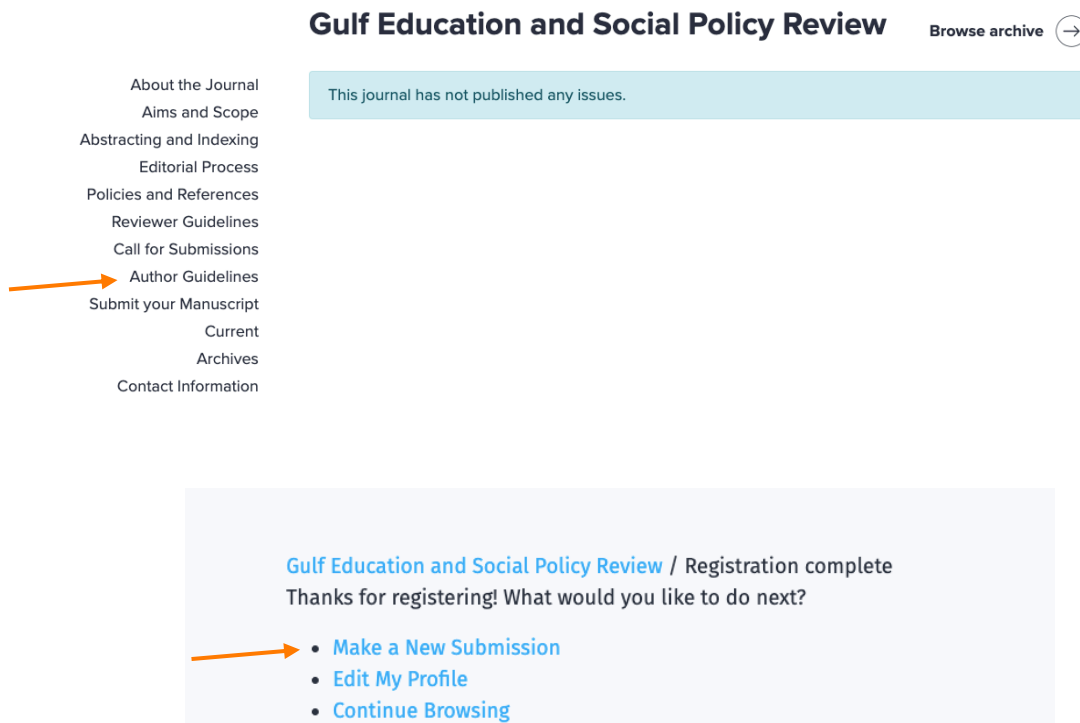 Gulf Education and Social Policy Review
Browse archive
About the Journal
Aims and Scope
Abstracting and Indexing
Editorial Process
Policies and References
Reviewer Guidelines
Call for Submissions
Author Guidelines
Submit your Manuscript
Current
Archives
Contact Information
This journal has not published any issues.
Gulf Education and Social Policy Review / Registration complete
Thanks for registering! What would you like to do next?
Make a New Submission
Edit My Profile
Continue Browsing